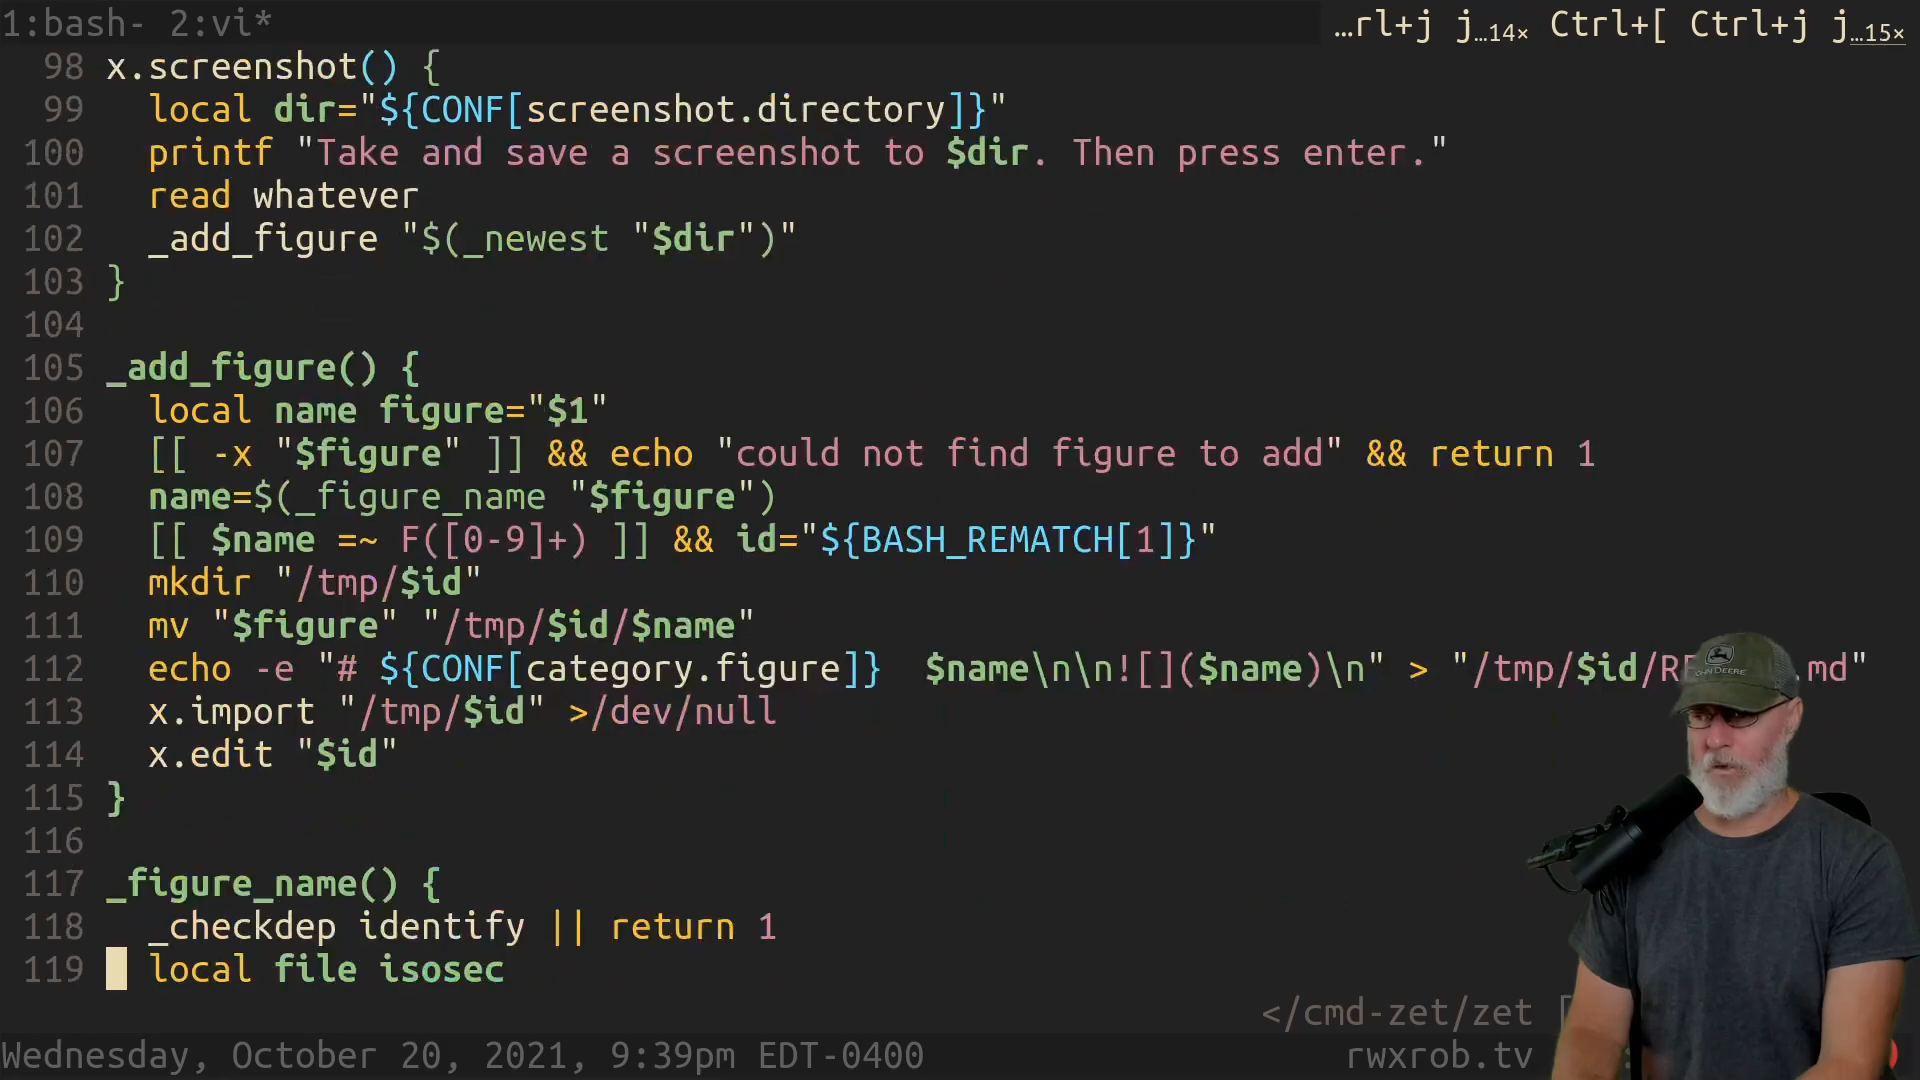 1:bash- 2:vi*
…rl+j j…14× Ctrl+[ Ctrl+j j…15×
98 x.screenshot() {
99 local dir="${CONF[screenshot.directory]}"
100 printf "Take and save a screenshot to $dir. Then press enter."
101 read whatever
102 _add_figure "$(_newest "$dir")"
103 }
104
105 _add_figure() {
106 local name figure="$1"
107 [[ -x "$figure" ]] && echo "could not find figure to add" && return 1
108 name=$(_figure_name "$figure")
109 [[ $name =~ F([0-9]+) ]] && id="${BASH_REMATCH[1]}"
110 mkdir "/tmp/$id"
111 mv "$figure" "/tmp/$id/$name"
112 echo -e "# ${CONF[category.figure]}  $name\n\n![]($name)\n" > "/tmp/$id/RE .md"
113 x.import "/tmp/$id" >/dev/null
114 x.edit "$id"
115 }
116
117 _figure_name() {
118 _checkdep identify || return 1
119 local file isosec
</cmd-zet/zet [
Wednesday, October 20, 2021, 9:39pm EDT-0400
rwxrob.tv
JOHN DEERE